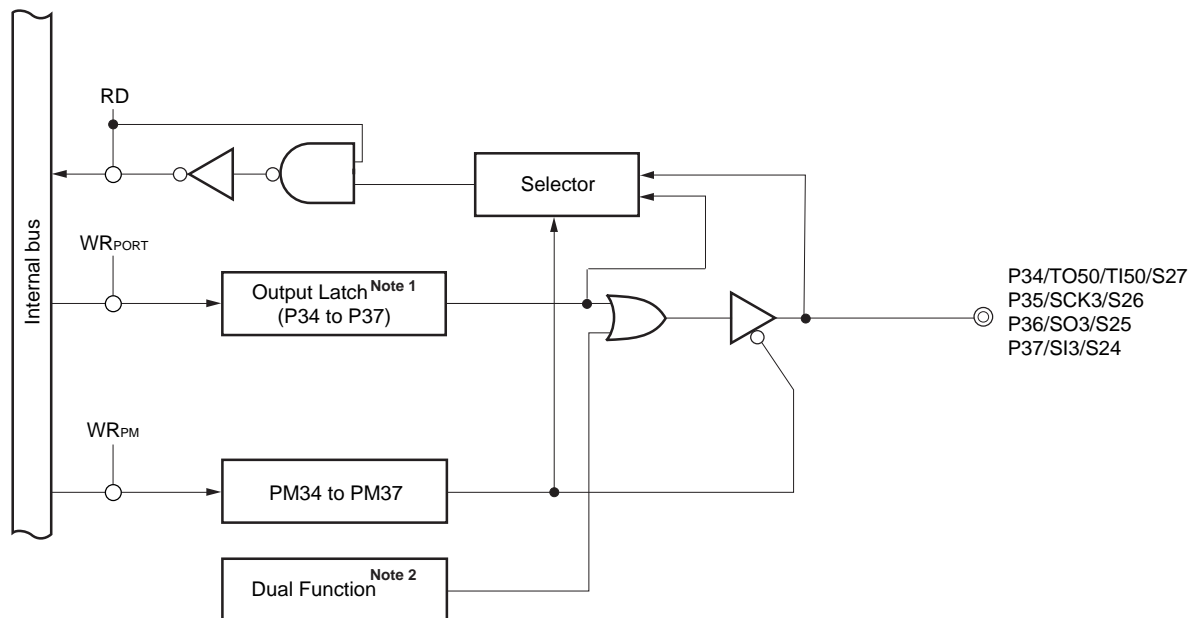 RD
Selector
Internal bus
WRPORT
Output Latch Note 1
(P34 to P37)
P34/TO50/TI50/S27
P35/SCK3/S26
P36/SO3/S25
P37/SI3/S24
WRPM
PM34 to PM37
Dual Function Note 2